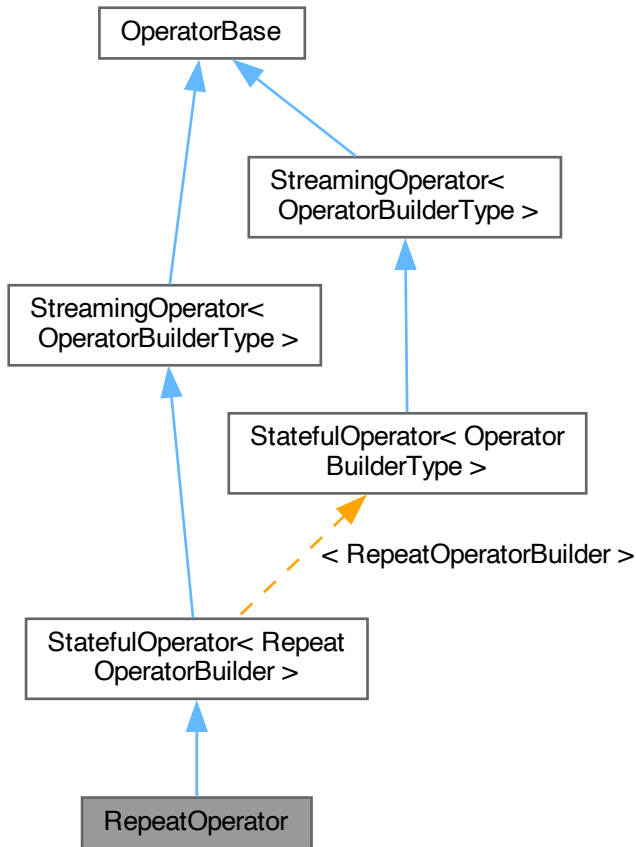 OperatorBase
StreamingOperator<
OperatorBuilderType >
StreamingOperator<
OperatorBuilderType >
StatefulOperator< Operator
BuilderType >
< RepeatOperatorBuilder >
StatefulOperator< Repeat
OperatorBuilder >
RepeatOperator